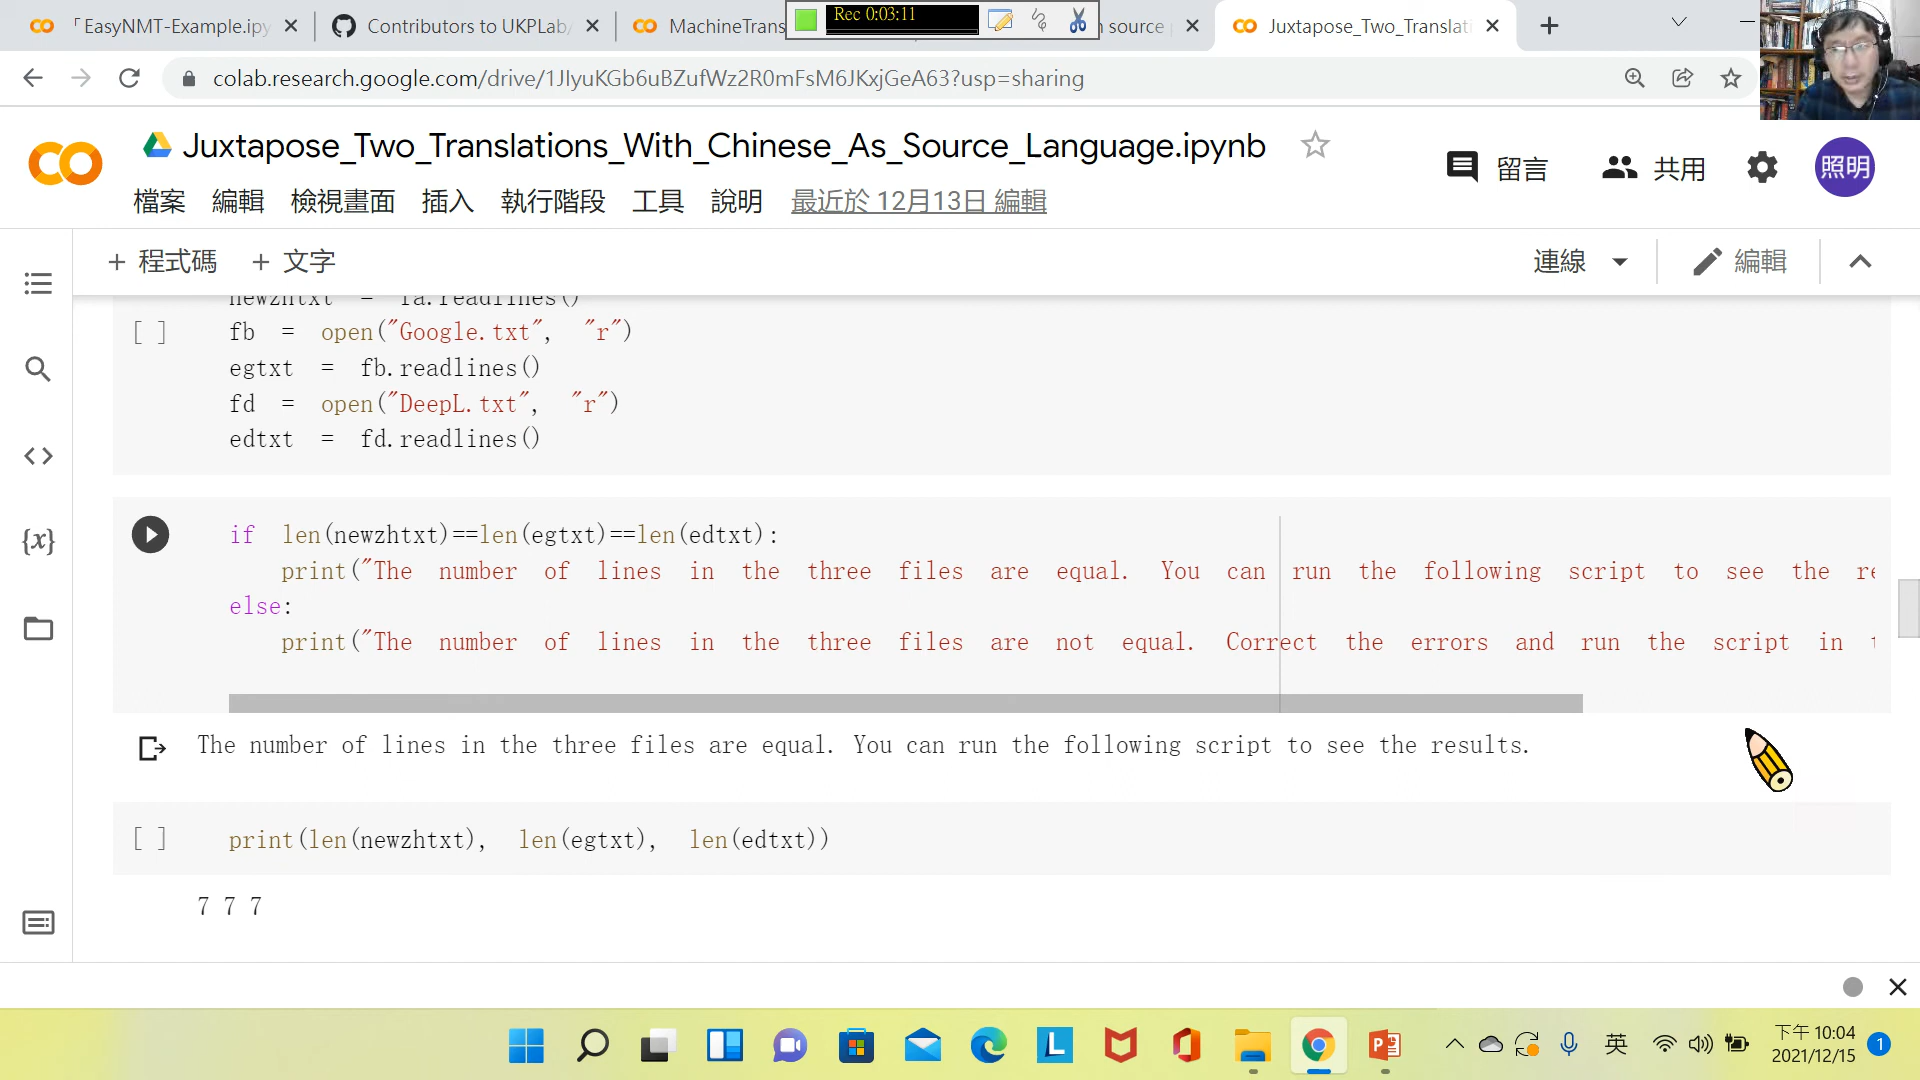 「EasyNMT-Example.ipy
Contributors to UKPLab/
MachineTrans
Rec 0:03:11
source
Juxtapose_Two_Translati
colab.research.google.com/drive/1JIyuKGb6uBZufWz2R0mFsM6JKxjGeA63?usp=sharing
Juxtapose_Two_Translations_With_Chinese_As_Source_Language.ipynb
留言
共用
照明
檔案 編輯 檢視畫面 插入 執行階段 工具 說明 最近於 12月13日 編輯
+ 程式碼 + 文字
連線
編輯
newzhtxt = fa.readlines()
[ ] fb = open("Google.txt", "r")
egtxt = fb.readlines()
fd = open("DeepL.txt", "r")
edtxt = fd.readlines()
if len(newzhtxt)==len(egtxt)==len(edtxt):
print("The number of lines in the three files are equal. You can run the following script to see the re
else:
print("The number of lines in the three files are not equal. Correct the errors and run the script in t
The number of lines in the three files are equal. You can run the following script to see the results.
[ ] print(len(newzhtxt), len(egtxt), len(edtxt))
7 7 7
英
下午 10:04
2021/12/15
1